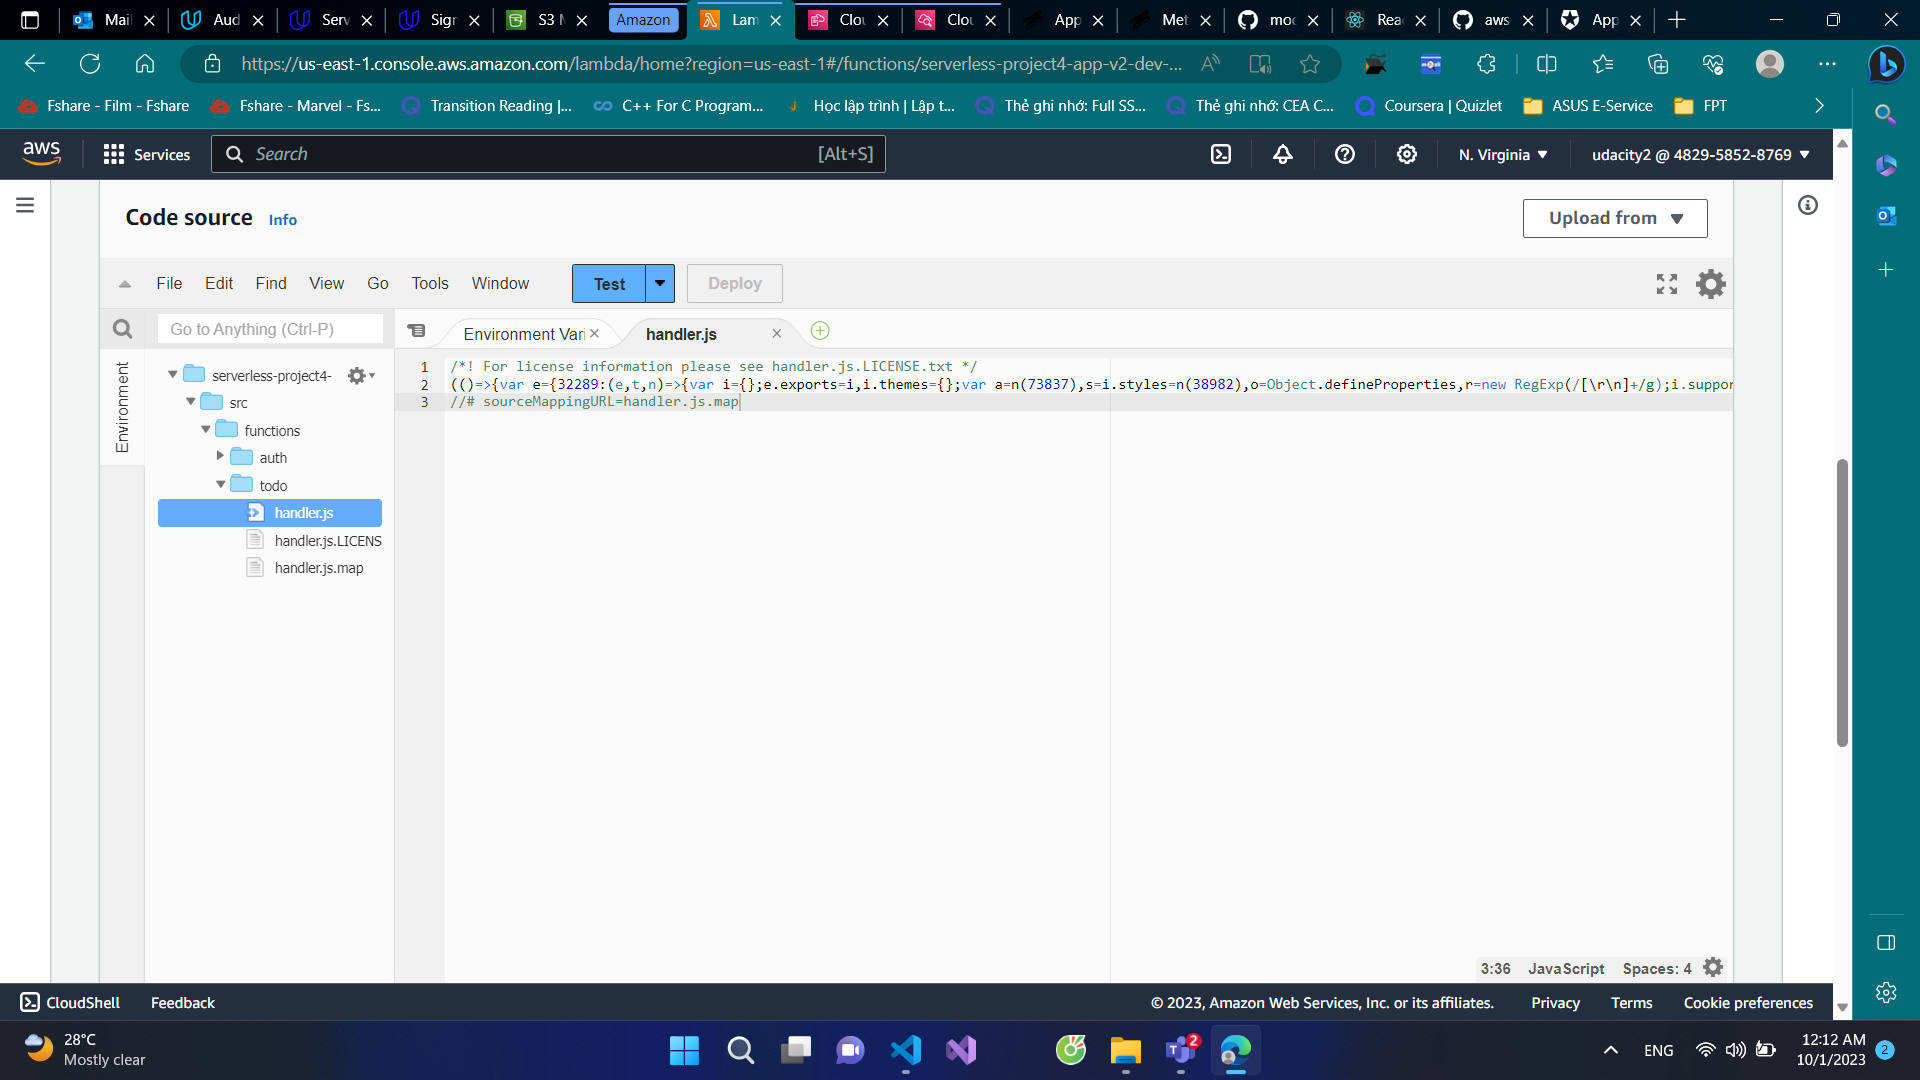 Mail
Aud
Serv
Sign
S3 M
Amazon
Lam
Clou
Clou
App
Met
moc
Rea
aws
App
https://us-east-1.console.aws.amazon.com/lambda/home?region=us-east-1#/functions/serverless-project4-app-v2-dev-...
Fshare - Film - Fshare
Fshare - Marvel - Fs...
Transition Reading |...
C++ For C Program...
Học lập trình | Lập t...
Thẻ ghi nhớ: Full SS...
Thẻ ghi nhớ: CEA C...
Coursera | Quizlet
ASUS E-Service
FPT
aws
Services
Search
[Alt+S]
N. Virginia
udacity2 @ 4829-5852-8769
Code source
Info
Upload from
File
Edit
Find
View
Go
Tools
Window
Test
Deploy
Go to Anything (Ctrl-P)
Environment Vari
handler.js
Environment
serverless-project4-
src
functions
auth
todo
handler.js
handler.js.LICENS
handler.js.map
1 /*! For license information please see handler.js.LICENSE.txt */
2 (()=>{var e={32289:(e,t,n)=>{var i={};e.exports=i,i.themes={};var a=n(73837),s=i.styles=n(38982),o=Object.defineProperties,r=new RegExp(/[\r\n]+/g);i.suppor
3 //# sourceMappingURL=handler.js.map
3:36
JavaScript
Spaces: 4
CloudShell
Feedback
© 2023, Amazon Web Services, Inc. or its affiliates.
Privacy
Terms
Cookie preferences
28°C
Mostly clear
2
ENG
12:12 AM
10/1/2023
2